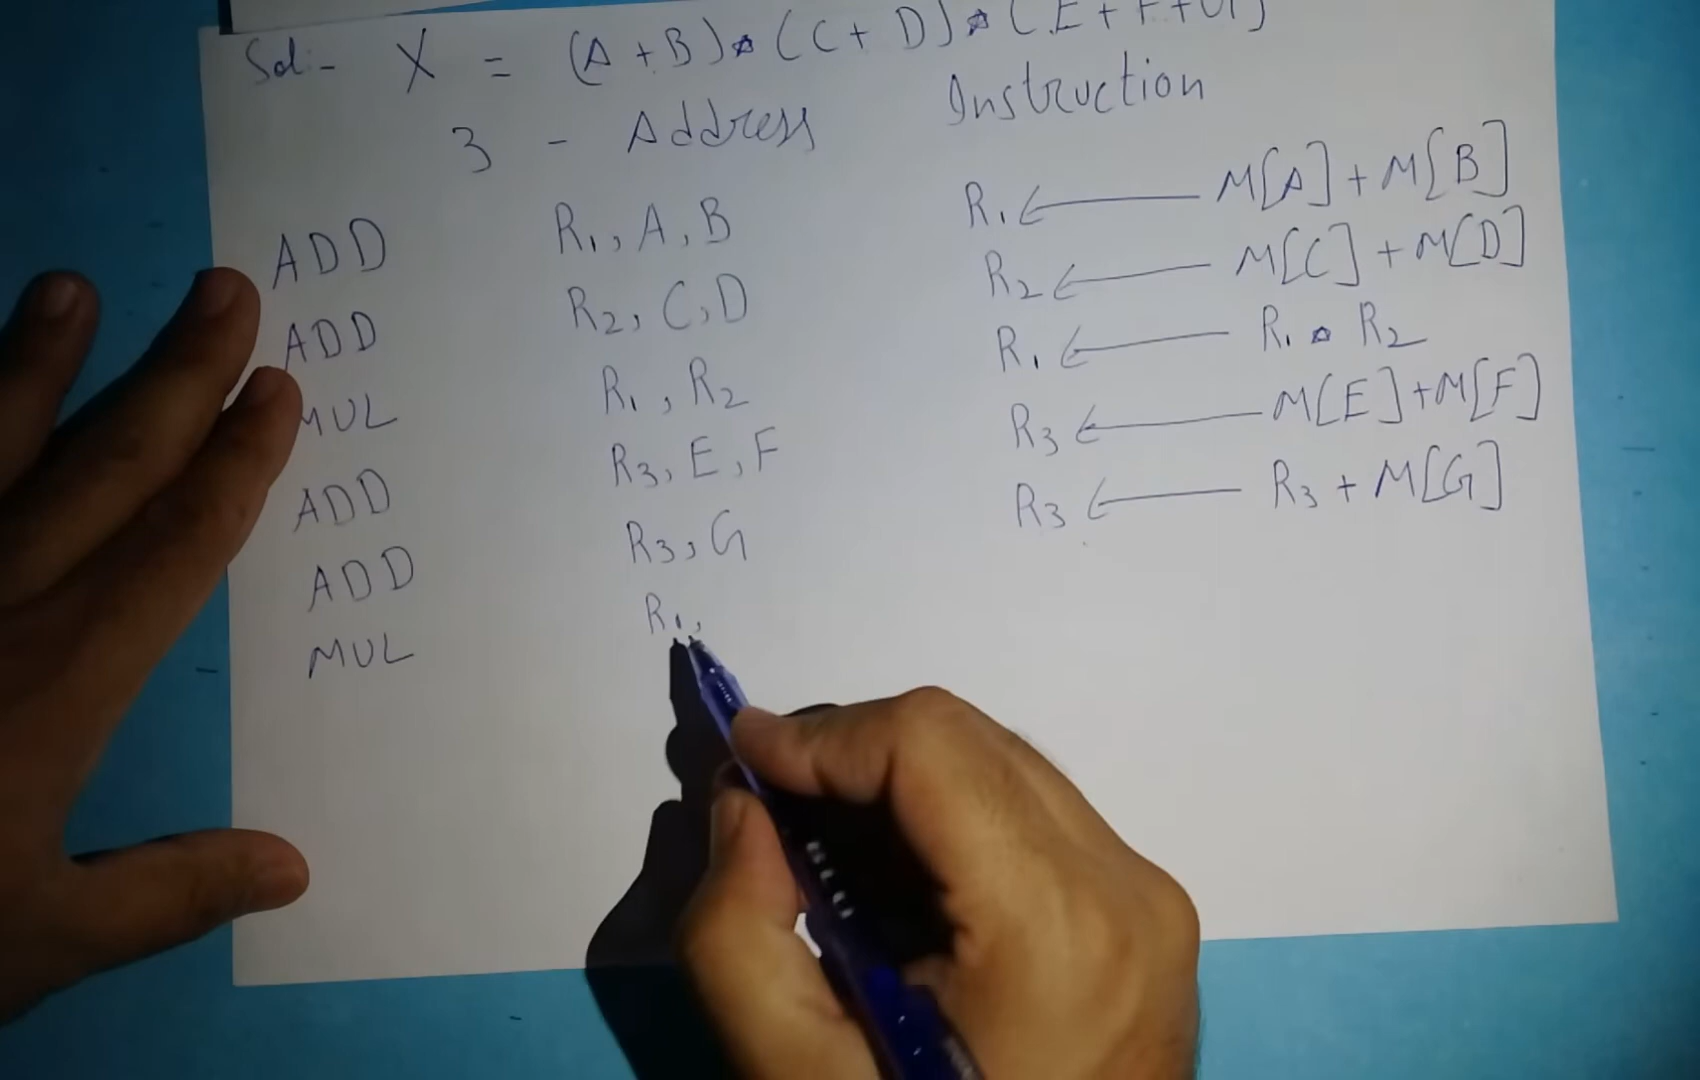 Sol:- X = (A + B) * (C + D) * (E + F + G)
3 - Address Instruction
ADD R1, A, B R1 ← M[A] + M[B]
ADD R2, C, D R2 ← M[C] + M[D]
MUL R1, R2 R1 ← R1 * R2
ADD R3, E, F R3 ← M[E] + M[F]
ADD R3, G R3 ← R3 + M[G]
MUL R1,